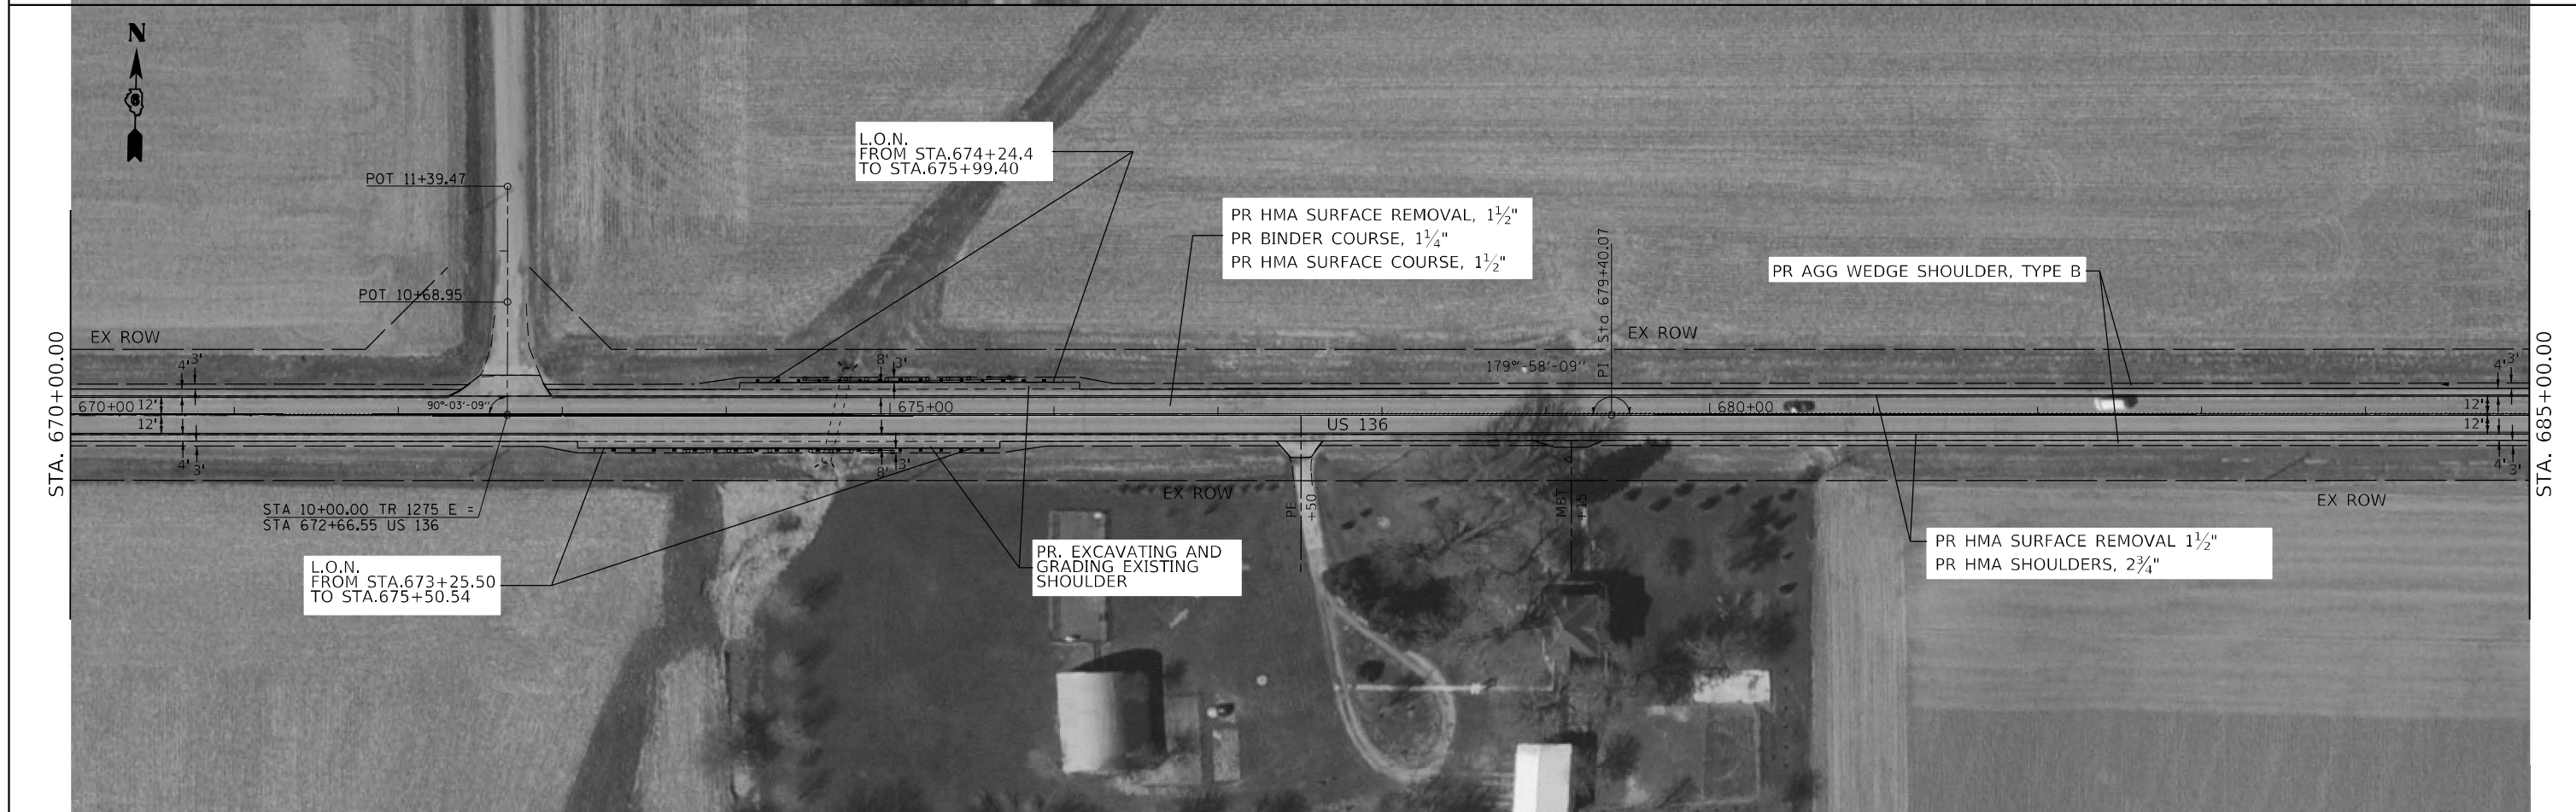 N
L.O.N.
FROM STA.674+24.4
TO STA.675+99.40
POT 11+39.47
PR HMA SURFACE REMOVAL, 1½"
PR BINDER COURSE, 1¼"
PR HMA SURFACE COURSE, 1½"
PI Sta 679+40.07
PR AGG WEDGE SHOULDER, TYPE B
POT 10+68.95
EX ROW
EX ROW
STA. 670+00.00
STA. 685+00.00
4' 3'
8' 3'
179°-58'-09''
4' 3'
670+00 12'
90°-03'-09''
675+00
680+00
12'
12'
US 136
12'
4' 3'
8' 3'
4' 3'
EX ROW
EX ROW
PE
+50
MBT
+15
STA 10+00.00 TR 1275 E =
STA 672+66.55 US 136
L.O.N.
FROM STA.673+25.50
TO STA.675+50.54
PR. EXCAVATING AND
GRADING EXISTING
SHOULDER
PR HMA SURFACE REMOVAL 1½"
PR HMA SHOULDERS, 2¾"